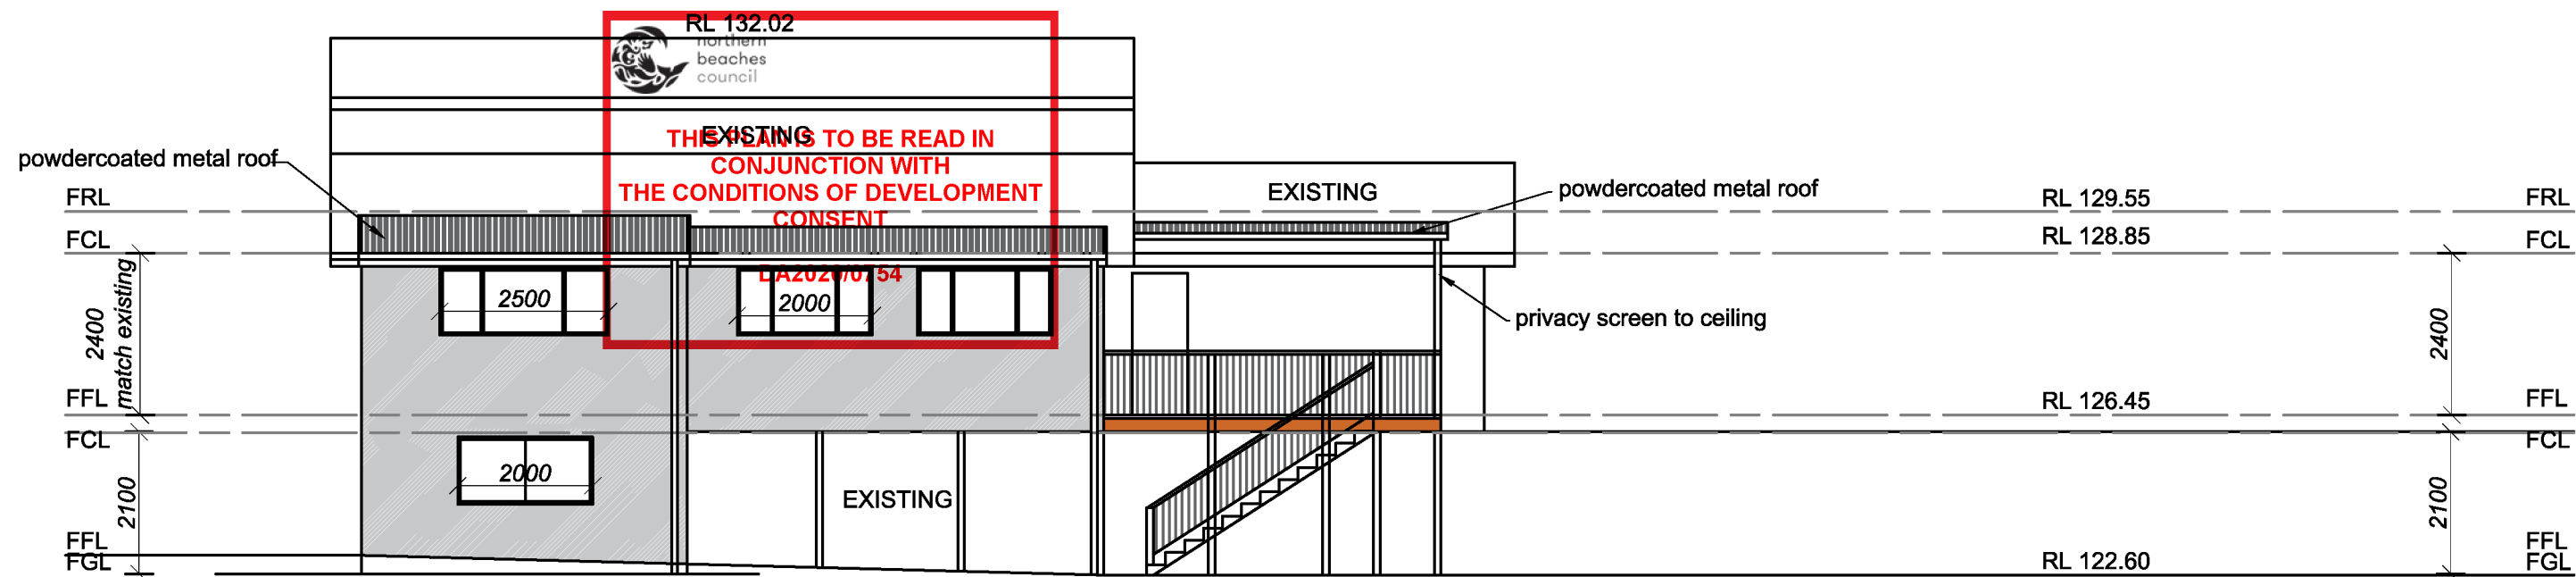 RL 132.02
northern
beaches
council
EXISTING
THIS PLAN IS TO BE READ IN
CONJUNCTION WITH
THE CONDITIONS OF DEVELOPMENT
CONSENT
DA2020/0754
powdercoated metal roof
EXISTING
powdercoated metal roof
FRL
RL 129.55
FRL
FCL
RL 128.85
FCL
2400
match existing
2500
2000
privacy screen to ceiling
2400
FFL
RL 126.45
FFL
FCL
FCL
2100
2000
EXISTING
2100
FFL
FFL
FGL
RL 122.60
FGL